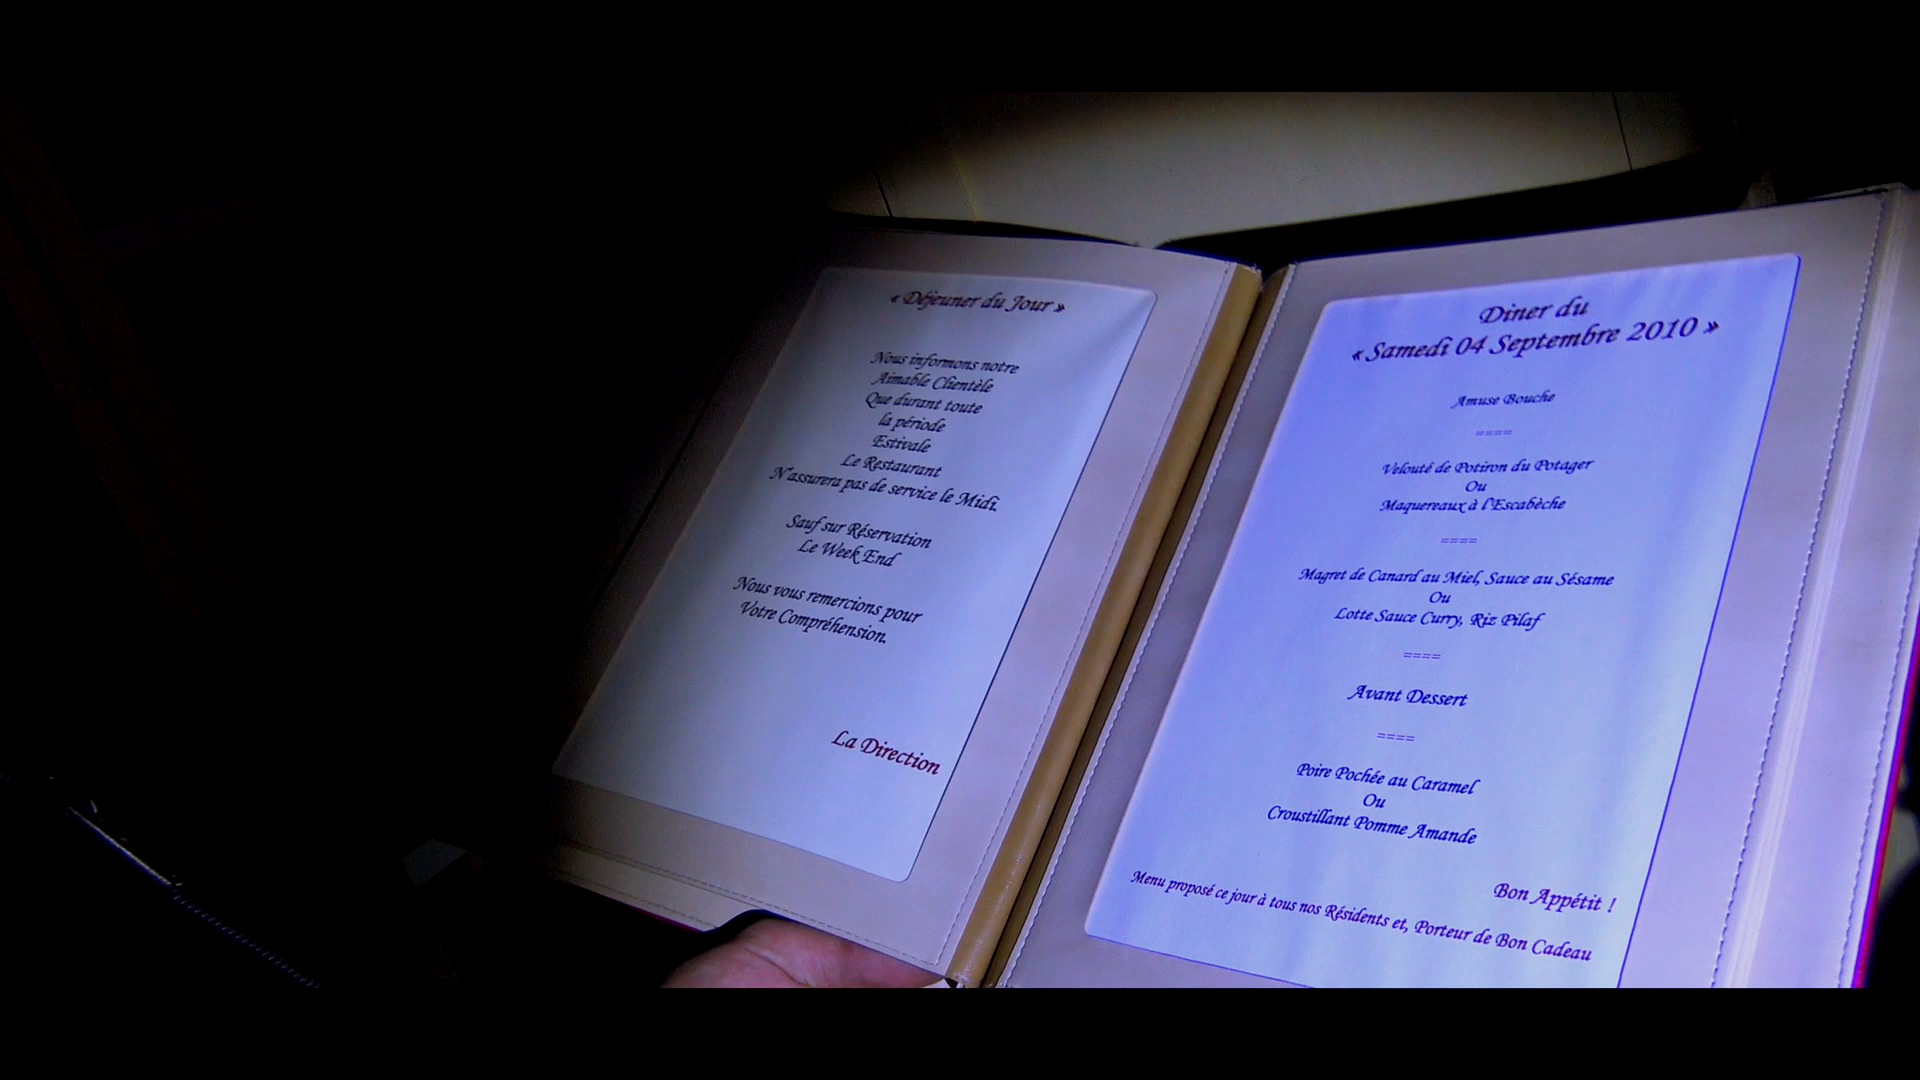 « Déjeuner du Jour »
Nous informons notre
Aimable Clientèle
Que durant toute
la période
Estivale
Le Restaurant
N'assurera pas de service le Midi.
Sauf sur Réservation
Le Week End
Nous vous remercions pour
Votre Compréhension.
La Direction
Diner du
« Samedi 04 Septembre 2010 »
Amuse Bouche
====
Velouté de Potiron du Potager
Ou
Maquereaux à l'Escabèche
====
Magret de Canard au Miel, Sauce au Sésame
Ou
Lotte Sauce Curry, Riz Pilaf
====
Avant Dessert
====
Poire Pochée au Caramel
Ou
Croustillant Pomme Amande
Bon Appétit !
Menu proposé ce jour à tous nos Résidents et, Porteur de Bon Cadeau